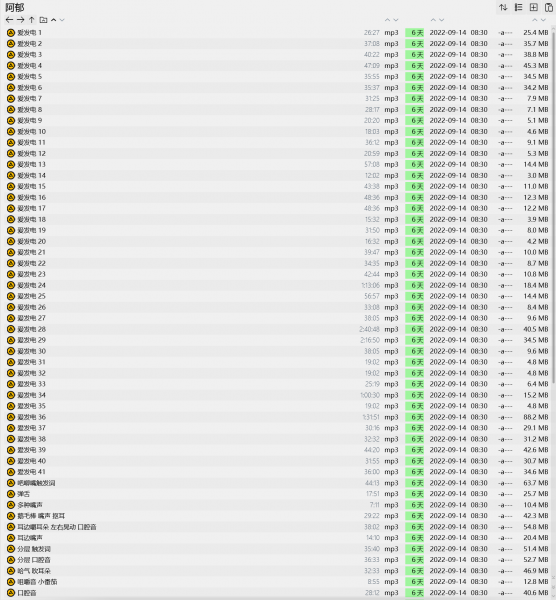 阿郁
爱发电 1 26:27 mp3 6 天 2022-09-14 08:30 -a--- 25.4 MB
爱发电 2 37:08 mp3 6 天 2022-09-14 08:30 -a--- 35.7 MB
爱发电 3 40:22 mp3 6 天 2022-09-14 08:30 -a--- 38.8 MB
爱发电 4 47:09 mp3 6 天 2022-09-14 08:30 -a--- 45.3 MB
爱发电 5 35:55 mp3 6 天 2022-09-14 08:30 -a--- 34.5 MB
爱发电 6 35:37 mp3 6 天 2022-09-14 08:30 -a--- 34.2 MB
爱发电 7 31:25 mp3 6 天 2022-09-14 08:30 -a--- 7.9 MB
爱发电 8 28:17 mp3 6 天 2022-09-14 08:30 -a--- 7.1 MB
爱发电 9 20:20 mp3 6 天 2022-09-14 08:30 -a--- 5.1 MB
爱发电 10 18:03 mp3 6 天 2022-09-14 08:30 -a--- 4.6 MB
爱发电 11 36:12 mp3 6 天 2022-09-14 08:30 -a--- 9.1 MB
爱发电 12 20:59 mp3 6 天 2022-09-14 08:30 -a--- 5.3 MB
爱发电 13 57:08 mp3 6 天 2022-09-14 08:30 -a--- 14.4 MB
爱发电 14 12:02 mp3 6 天 2022-09-14 08:30 -a--- 3.0 MB
爱发电 15 43:38 mp3 6 天 2022-09-14 08:30 -a--- 11.0 MB
爱发电 16 48:36 mp3 6 天 2022-09-14 08:30 -a--- 12.3 MB
爱发电 17 48:36 mp3 6 天 2022-09-14 08:30 -a--- 12.2 MB
爱发电 18 15:32 mp3 6 天 2022-09-14 08:30 -a--- 3.9 MB
爱发电 19 31:50 mp3 6 天 2022-09-14 08:30 -a--- 8.0 MB
爱发电 20 16:32 mp3 6 天 2022-09-14 08:30 -a--- 4.2 MB
爱发电 21 39:47 mp3 6 天 2022-09-14 08:30 -a--- 10.0 MB
爱发电 22 34:35 mp3 6 天 2022-09-14 08:30 -a--- 8.7 MB
爱发电 23 42:44 mp3 6 天 2022-09-14 08:30 -a--- 10.8 MB
爱发电 24 1:13:06 mp3 6 天 2022-09-14 08:30 -a--- 18.4 MB
爱发电 25 56:57 mp3 6 天 2022-09-14 08:30 -a--- 14.4 MB
爱发电 26 33:08 mp3 6 天 2022-09-14 08:30 -a--- 8.4 MB
爱发电 27 38:05 mp3 6 天 2022-09-14 08:30 -a--- 9.6 MB
爱发电 28 2:40:48 mp3 6 天 2022-09-14 08:30 -a--- 40.5 MB
爱发电 29 2:16:50 mp3 6 天 2022-09-14 08:30 -a--- 34.5 MB
爱发电 30 38:05 mp3 6 天 2022-09-14 08:30 -a--- 9.6 MB
爱发电 31 19:02 mp3 6 天 2022-09-14 08:30 -a--- 4.8 MB
爱发电 32 19:02 mp3 6 天 2022-09-14 08:30 -a--- 4.8 MB
爱发电 33 25:19 mp3 6 天 2022-09-14 08:30 -a--- 6.4 MB
爱发电 34 1:00:30 mp3 6 天 2022-09-14 08:30 -a--- 15.2 MB
爱发电 35 19:02 mp3 6 天 2022-09-14 08:30 -a--- 4.8 MB
爱发电 36 1:31:51 mp3 6 天 2022-09-14 08:30 -a--- 88.2 MB
爱发电 37 30:16 mp3 6 天 2022-09-14 08:30 -a--- 29.1 MB
爱发电 38 32:32 mp3 6 天 2022-09-14 08:30 -a--- 31.2 MB
爱发电 39 44:20 mp3 6 天 2022-09-14 08:30 -a--- 42.6 MB
爱发电 40 31:55 mp3 6 天 2022-09-14 08:30 -a--- 30.7 MB
爱发电 41 36:00 mp3 6 天 2022-09-14 08:30 -a--- 34.6 MB
吧唧嘴触发词 44:13 mp3 6 天 2022-09-14 08:30 -a--- 63.7 MB
弹舌 17:51 mp3 6 天 2022-09-14 08:30 -a--- 25.7 MB
多种嘴声 7:11 mp3 6 天 2022-09-14 08:30 -a--- 10.4 MB
毛棒 嘴声 抠耳 29:22 mp3 6 天 2022-09-14 08:30 -a--- 42.3 MB
耳边嚼耳朵 左右晃动 口腔音 38:02 mp3 6 天 2022-09-14 08:30 -a--- 54.8 MB
耳边嘴声 14:10 mp3 6 天 2022-09-14 08:30 -a--- 20.4 MB
分层 触发词 35:40 mp3 6 天 2022-09-14 08:30 -a--- 51.4 MB
分层 口腔音 36:33 mp3 6 天 2022-09-14 08:30 -a--- 52.7 MB
哈气 吹耳朵 32:33 mp3 6 天 2022-09-14 08:30 -a--- 46.9 MB
咀嚼音 小番茄 8:55 mp3 6 天 2022-09-14 08:30 -a--- 12.8 MB
口腔音 28:12 mp3 6 天 2022-09-14 08:30 -a--- 40.6 MB